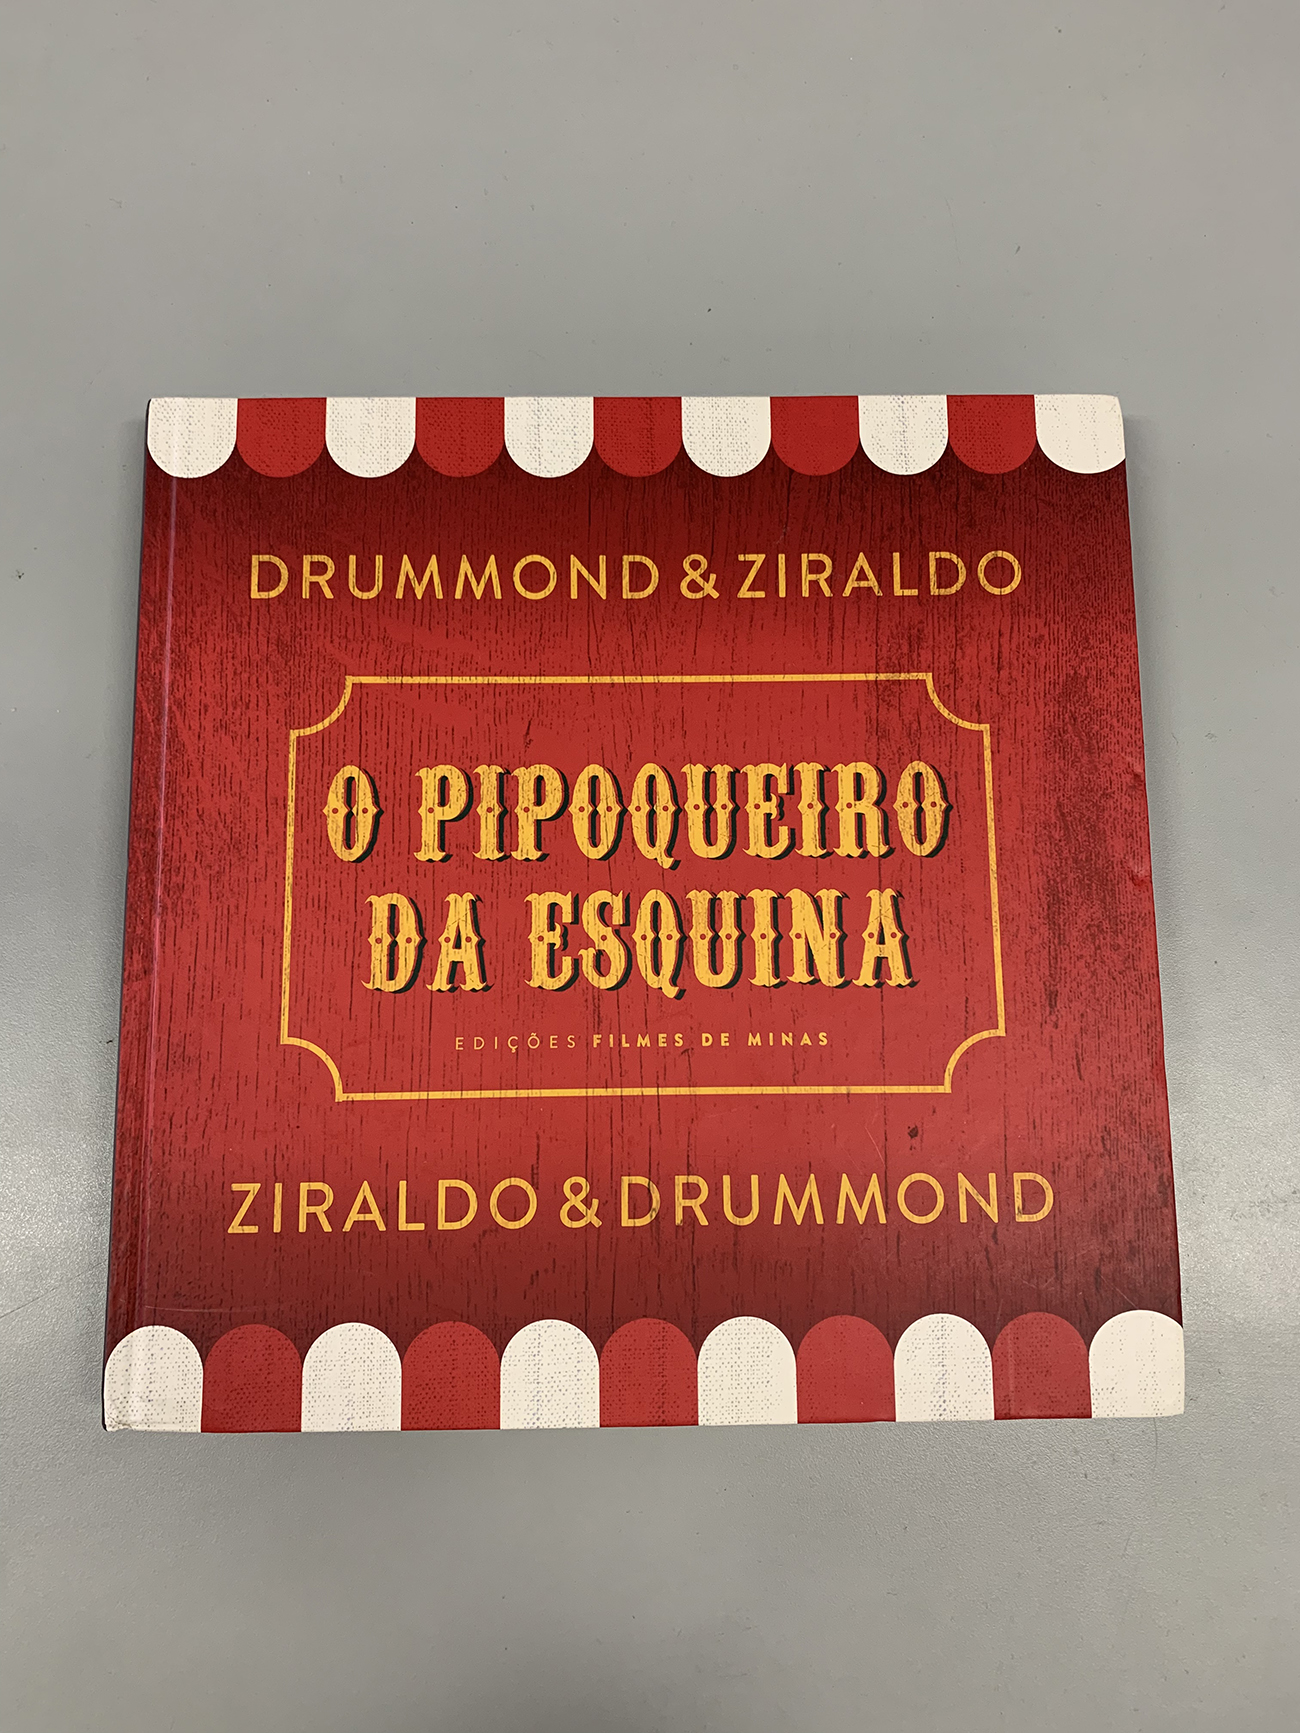 DRUMMOND & ZIRALDO
O PIPOQUEIRO
DA ESQUINA
EDIÇÕES FILMES DE MINAS
ZIRALDO & DRUMMOND